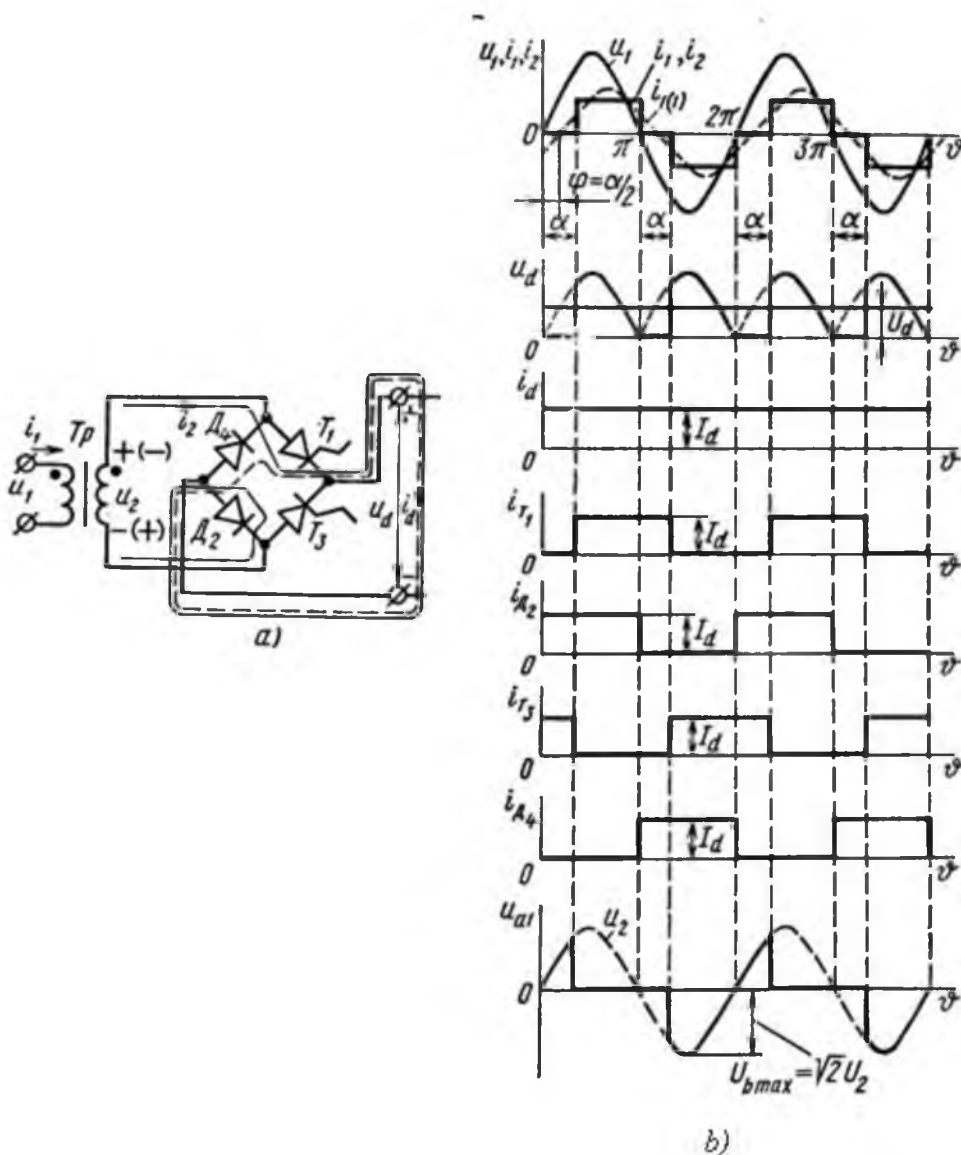 u₁, i₁, i₂
u₁
i₁, i₂
i₁₍₁₎
0
π
2π
3π
ϑ
φ=α/2
α
α
α
α
u_d
U_d
0
ϑ
i_d
I_d
0
ϑ
i_T₁
I_d
0
ϑ
i_Д₂
I_d
0
ϑ
i_T₃
I_d
0
ϑ
i_Д₄
I_d
0
ϑ
u_a1
u₂
0
ϑ
U_bmax=√2U₂
b)
i₁
Tp
u₁
+(−)
u₂
−(+)
i₂
Д₄
T₁
Д₂
T₃
u_d
i_d
а)